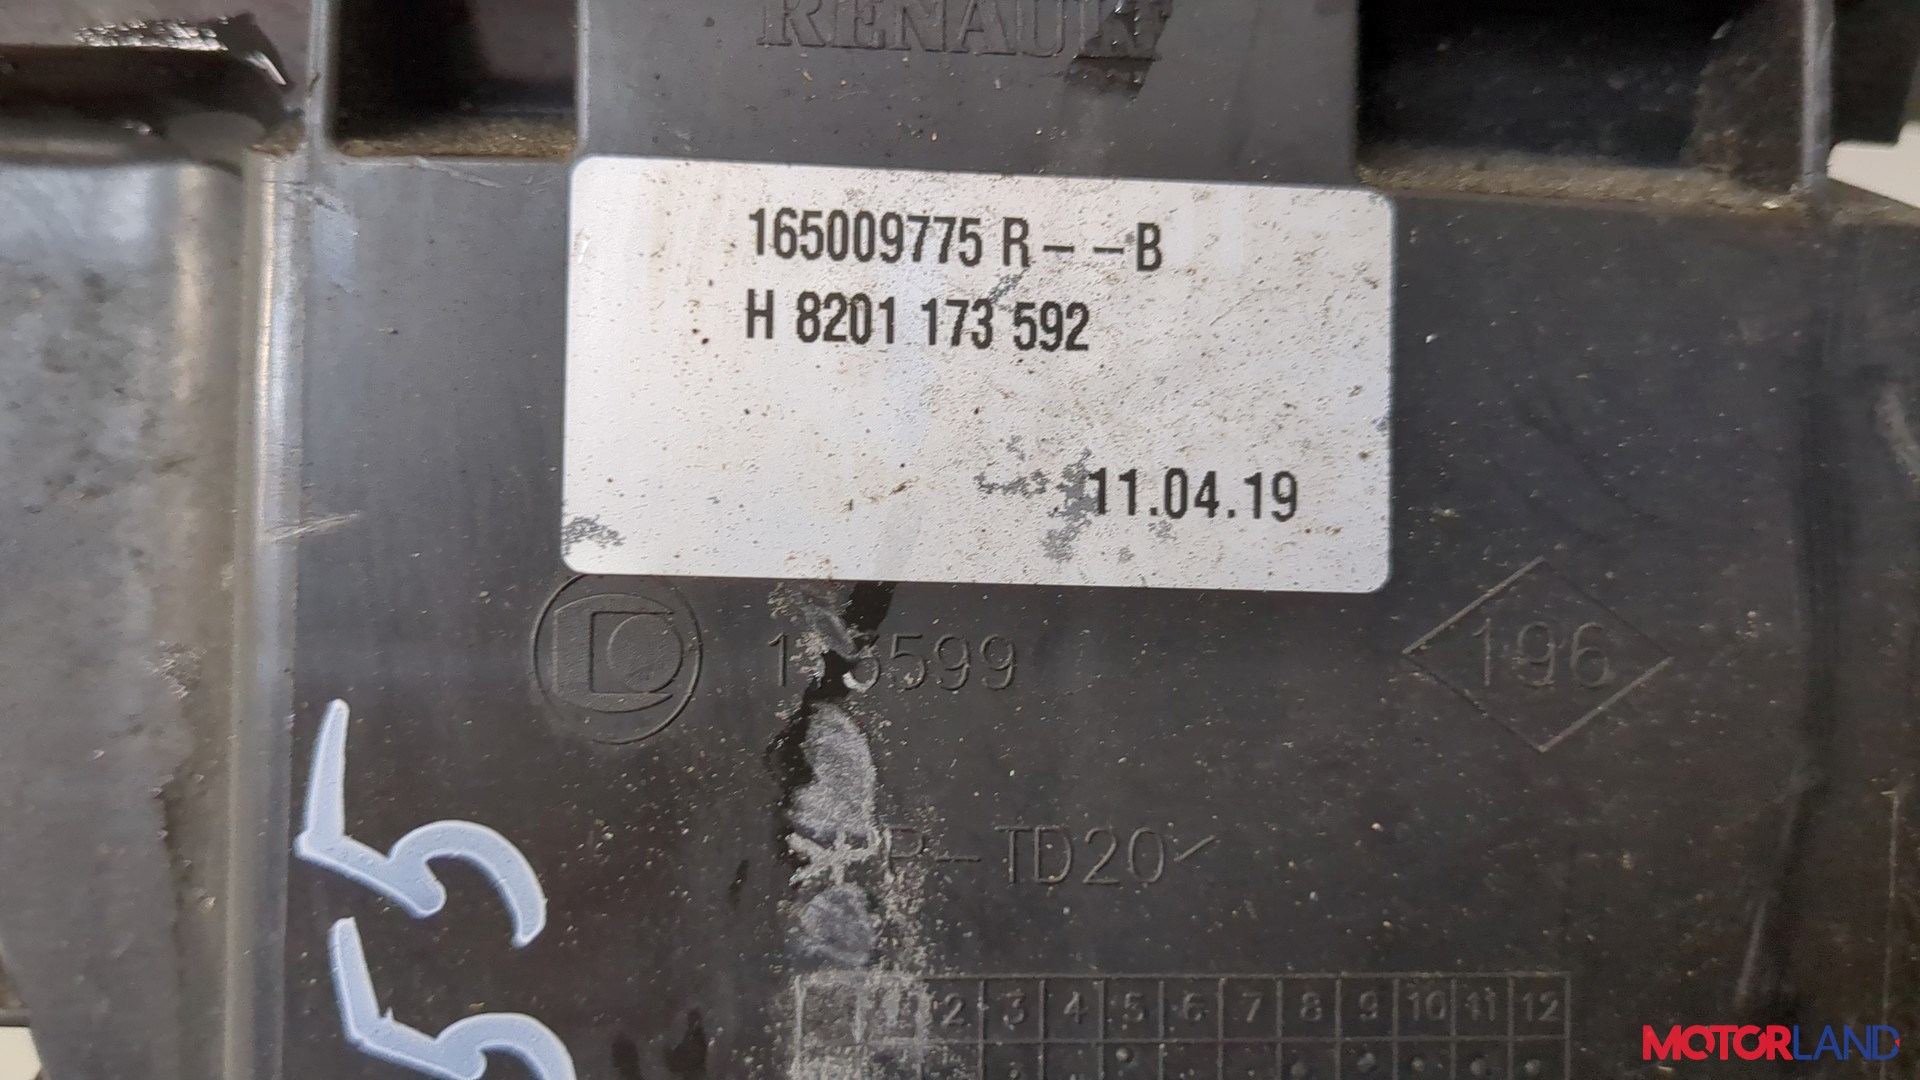 RENAULT
165009775 R – – B
H 8201 173 592
11.04.19
196
P-TD20
55
2 3 4 5 6 7 8 9 10 11 12
MOTORLAND